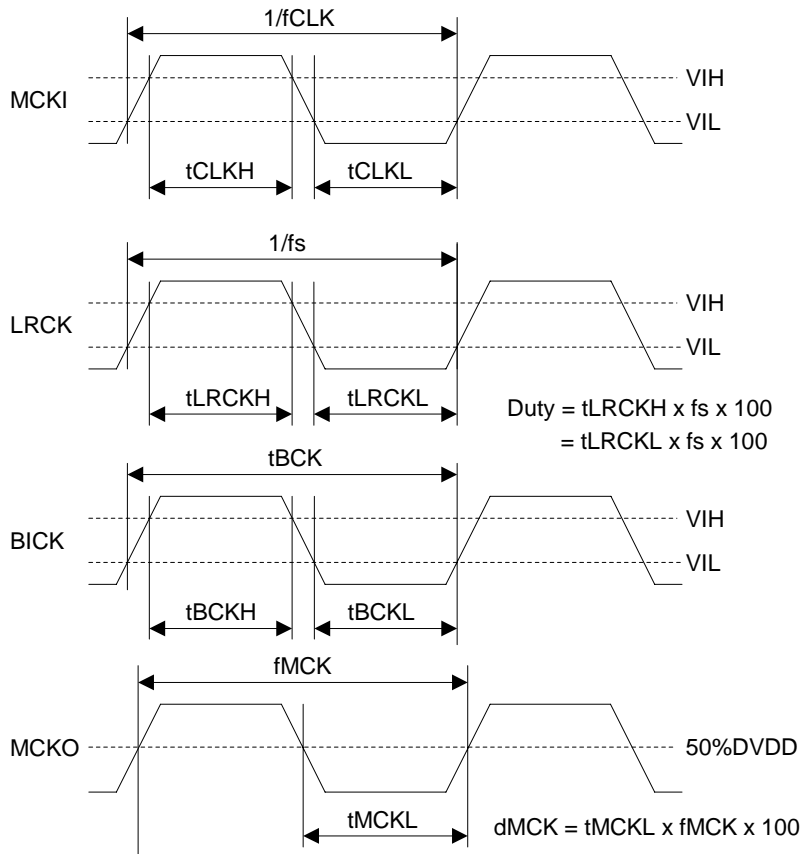 1/fCLK
MCKI
VIH
VIL
tCLKH
tCLKL
1/fs
LRCK
VIH
VIL
tLRCKH
tLRCKL
Duty = tLRCKH x fs x 100
= tLRCKL x fs x 100
tBCK
BICK
VIH
VIL
tBCKH
tBCKL
fMCK
MCKO
50%DVDD
tMCKL
dMCK = tMCKL x fMCK x 100